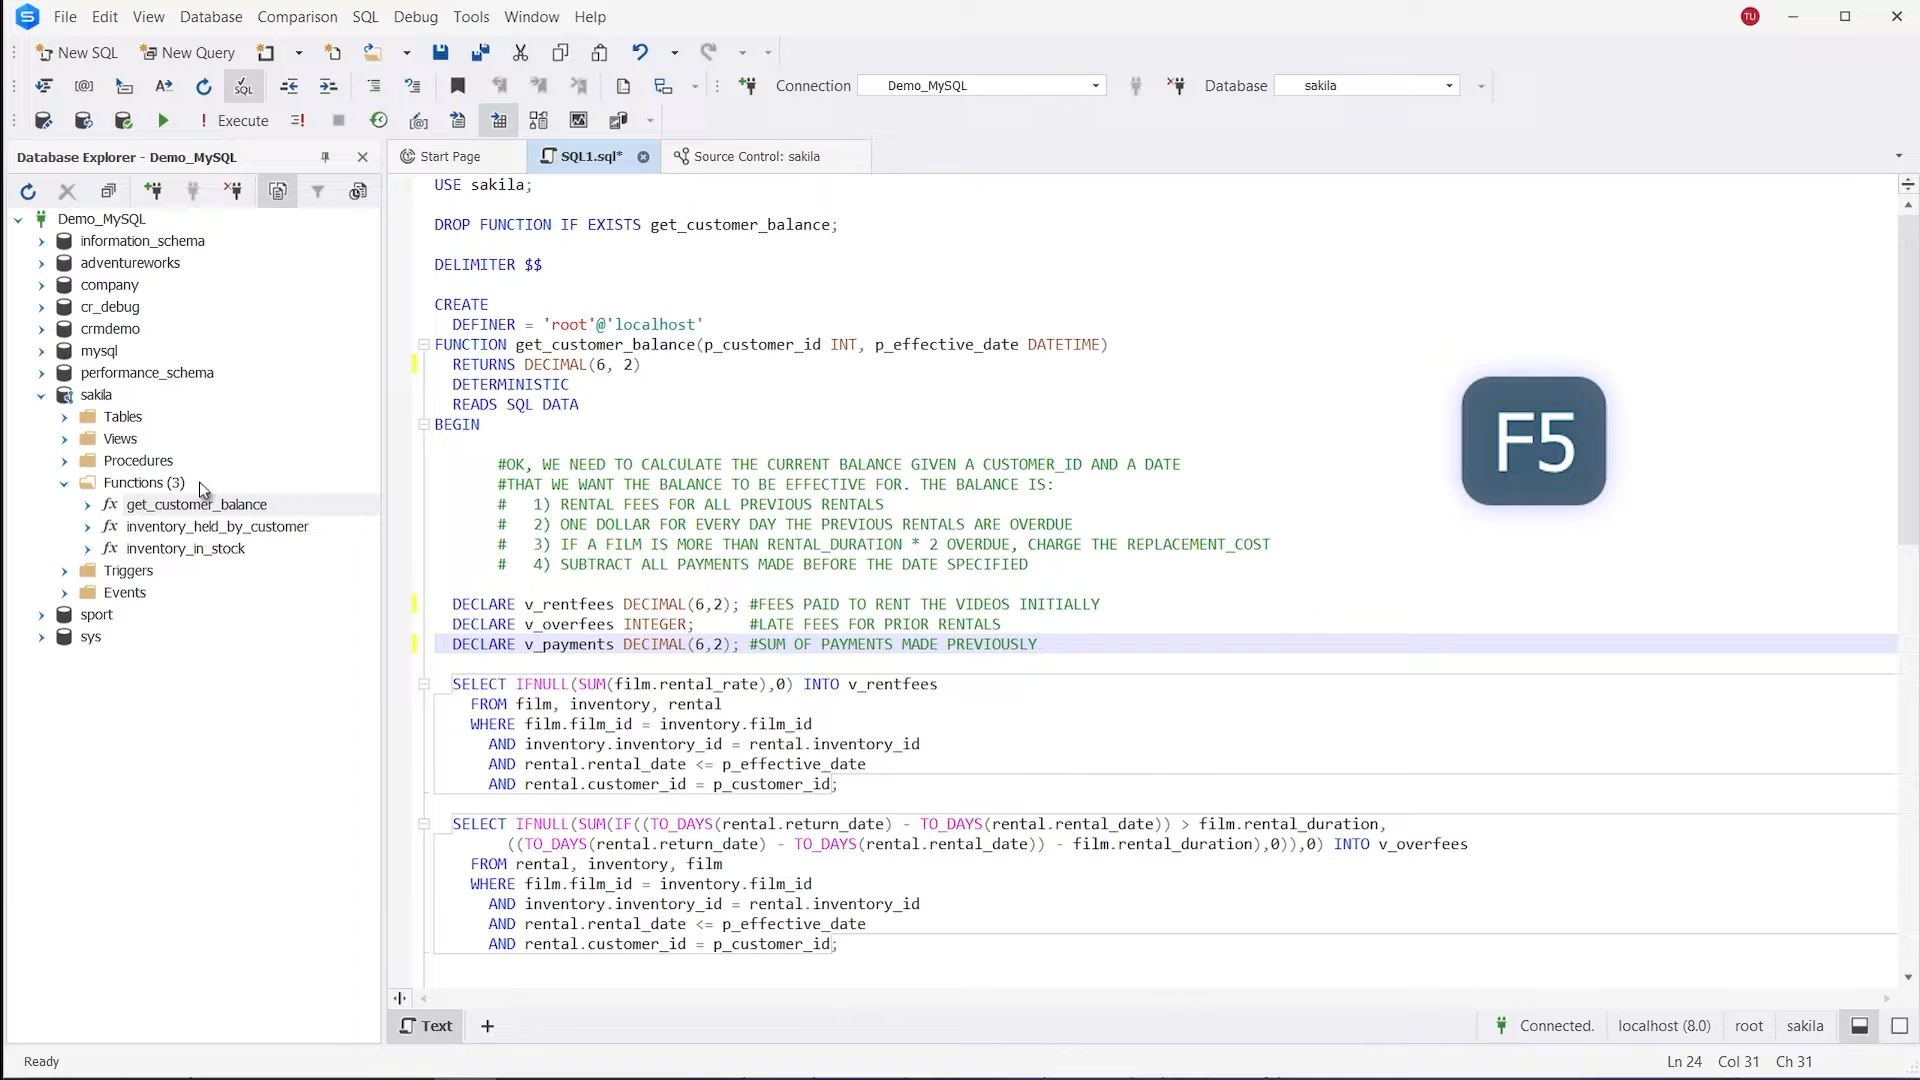 File Edit View Database Comparison SQL Debug Tools Window Help
TU
New SQL New Query
SQL Connection Demo_MySQL Database sakila
Execute
Database Explorer - Demo_MySQL
Start Page SQL1.sql* Source Control: sakila
Demo_MySQL
information_schema
adventureworks
company
cr_debug
crmdemo
mysql
performance_schema
sakila
Tables
Views
Procedures
Functions (3)
fx get_customer_balance
fx inventory_held_by_customer
fx inventory_in_stock
Triggers
Events
sport
sys
USE sakila;
DROP FUNCTION IF EXISTS get_customer_balance;
DELIMITER $$
CREATE
DEFINER = 'root'@'localhost'
FUNCTION get_customer_balance(p_customer_id INT, p_effective_date DATETIME)
RETURNS DECIMAL(6, 2)
DETERMINISTIC
READS SQL DATA
BEGIN
#OK, WE NEED TO CALCULATE THE CURRENT BALANCE GIVEN A CUSTOMER_ID AND A DATE
#THAT WE WANT THE BALANCE TO BE EFFECTIVE FOR. THE BALANCE IS:
# 1) RENTAL FEES FOR ALL PREVIOUS RENTALS
# 2) ONE DOLLAR FOR EVERY DAY THE PREVIOUS RENTALS ARE OVERDUE
# 3) IF A FILM IS MORE THAN RENTAL_DURATION * 2 OVERDUE, CHARGE THE REPLACEMENT_COST
# 4) SUBTRACT ALL PAYMENTS MADE BEFORE THE DATE SPECIFIED
DECLARE v_rentfees DECIMAL(6,2); #FEES PAID TO RENT THE VIDEOS INITIALLY
DECLARE v_overfees INTEGER; #LATE FEES FOR PRIOR RENTALS
DECLARE v_payments DECIMAL(6,2); #SUM OF PAYMENTS MADE PREVIOUSLY
SELECT IFNULL(SUM(film.rental_rate),0) INTO v_rentfees
FROM film, inventory, rental
WHERE film.film_id = inventory.film_id
AND inventory.inventory_id = rental.inventory_id
AND rental.rental_date <= p_effective_date
AND rental.customer_id = p_customer_id;
SELECT IFNULL(SUM(IF((TO_DAYS(rental.return_date) - TO_DAYS(rental.rental_date)) > film.rental_duration,
((TO_DAYS(rental.return_date) - TO_DAYS(rental.rental_date)) - film.rental_duration),0)),0) INTO v_overfees
FROM rental, inventory, film
WHERE film.film_id = inventory.film_id
AND inventory.inventory_id = rental.inventory_id
AND rental.rental_date <= p_effective_date
AND rental.customer_id = p_customer_id;
F5
Text
Connected. localhost (8.0) root sakila
Ready
Ln 24 Col 31 Ch 31